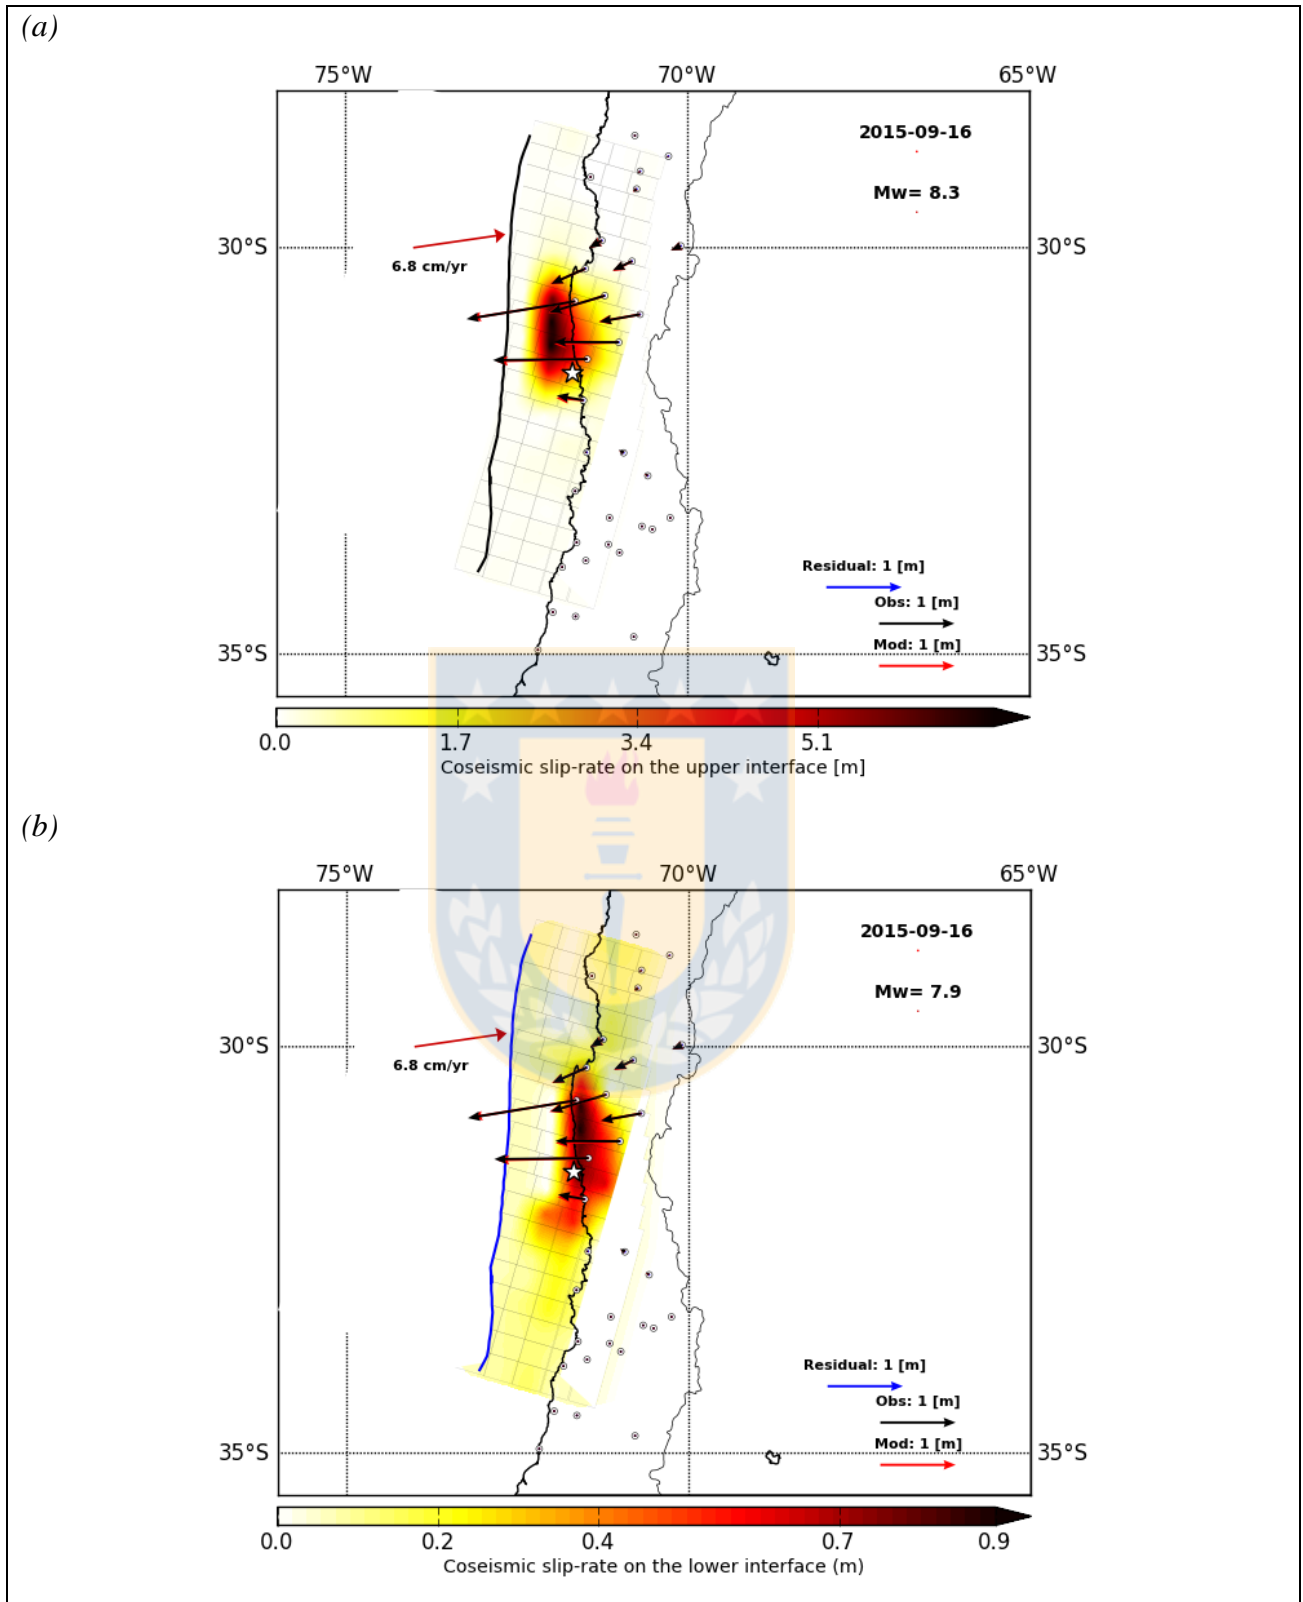 (a)
75°W 70°W 65°W
2015-09-16
Mw= 8.3
30°S
6.8 cm/yr
Residual: 1 [m]
Obs: 1 [m]
Mod: 1 [m]
35°S 35°S
0.0 1.7 3.4 5.1
Coseismic slip-rate on the upper interface [m]
30°S
(b)
75°W 70°W 65°W
2015-09-16
Mw= 7.9
30°S 30°S
6.8 cm/yr
Residual: 1 [m]
Obs: 1 [m]
Mod: 1 [m]
35°S 35°S
0.0 0.2 0.4 0.7 0.9
Coseismic slip-rate on the lower interface (m)